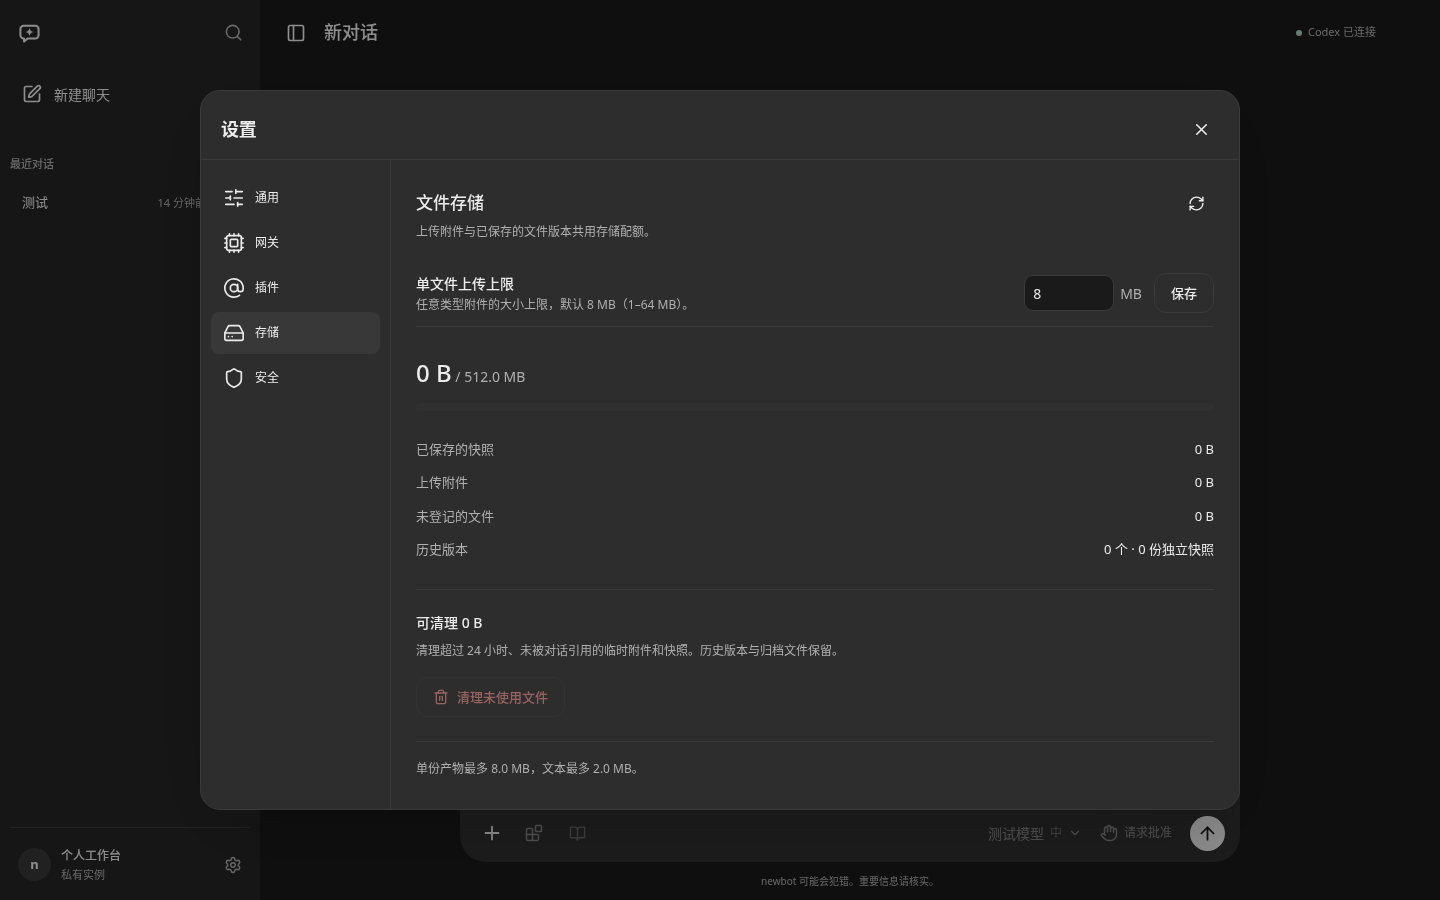 新对话
Codex 已连接
新建聊天
最近对话
测试
14 分钟前
设置
通用
网关
插件
存储
安全
文件存储
上传附件与已保存的文件版本共用存储配额。
单文件上传上限
任意类型附件的大小上限，默认 8 MB（1–64 MB）。
8 MB 保存
0 B / 512.0 MB
已保存的快照 0 B
上传附件 0 B
未登记的文件 0 B
历史版本 0 个 · 0 份独立快照
可清理 0 B
清理超过 24 小时、未被对话引用的临时附件和快照。历史版本与归档文件保留。
清理未使用文件
单份产物最多 8.0 MB，文本最多 2.0 MB。
测试模型 中 请求批准
n
个人工作台
私有实例
newbot 可能会犯错。重要信息请核实。